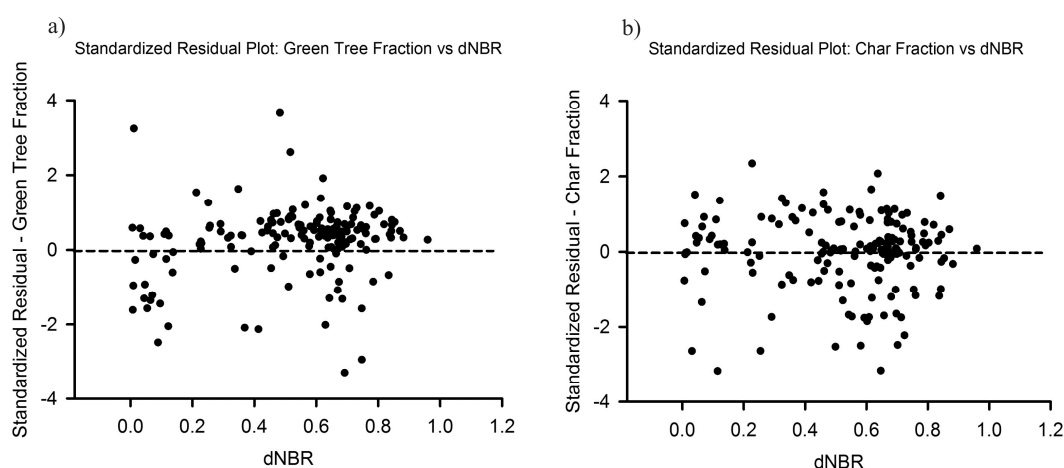 a)
Standardized Residual Plot: Green Tree Fraction vs dNBR
Standardized Residual - Green Tree Fraction
4
2
0
-2
-4
0.0 0.2 0.4 0.6 0.8 1.0 1.2
dNBR
b)
Standardized Residual Plot: Char Fraction vs dNBR
Standardized Residual - Char Fraction
4
2
0
-2
-4
0.0 0.2 0.4 0.6 0.8 1.0 1.2
dNBR